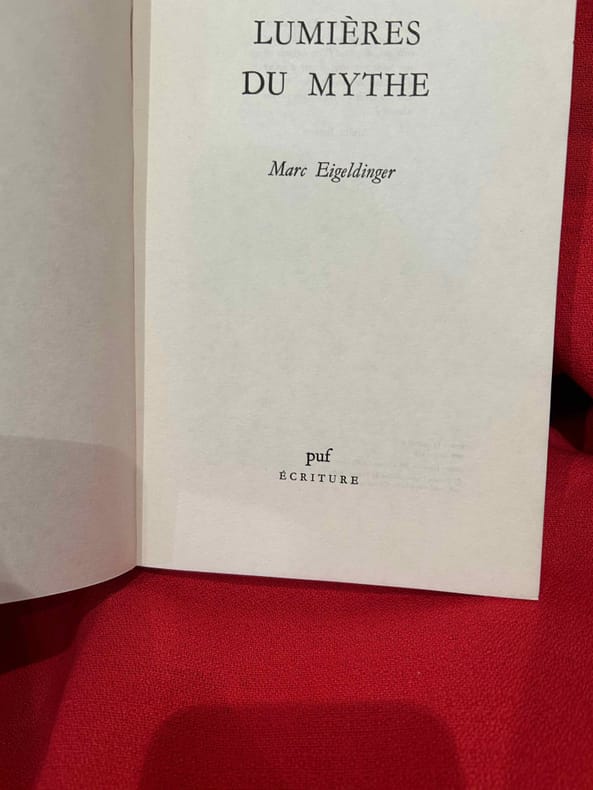 LUMIÈRES
DU MYTHE
Marc Eigeldinger
puf
ÉCRITURE